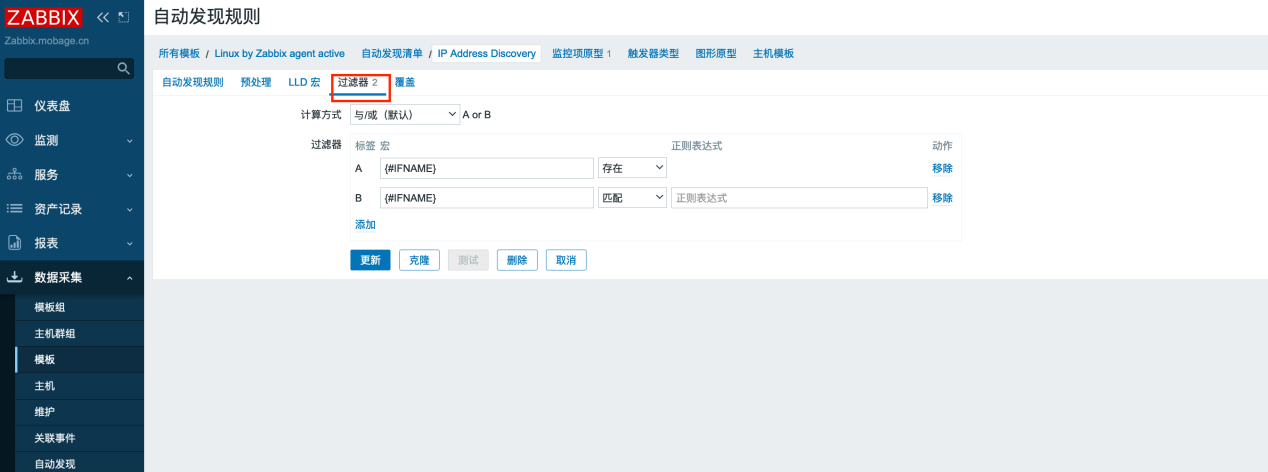 ZABBIX
Zabbix.mobage.cn
仪表盘
监测
服务
资产记录
报表
数据采集
模板组
主机群组
模板
主机
维护
关联事件
自动发现
自动发现规则
所有模板 / Linux by Zabbix agent active 自动发现清单 / IP Address Discovery 监控项原型 1 触发器类型 图形原型 主机模板
自动发现规则 预处理 LLD 宏 过滤器 2 覆盖
计算方式 与/或（默认） A or B
过滤器 标签 宏 正则表达式 动作
A {#IFNAME} 存在 移除
B {#IFNAME} 匹配 正则表达式 移除
添加
更新 克隆 测试 删除 取消